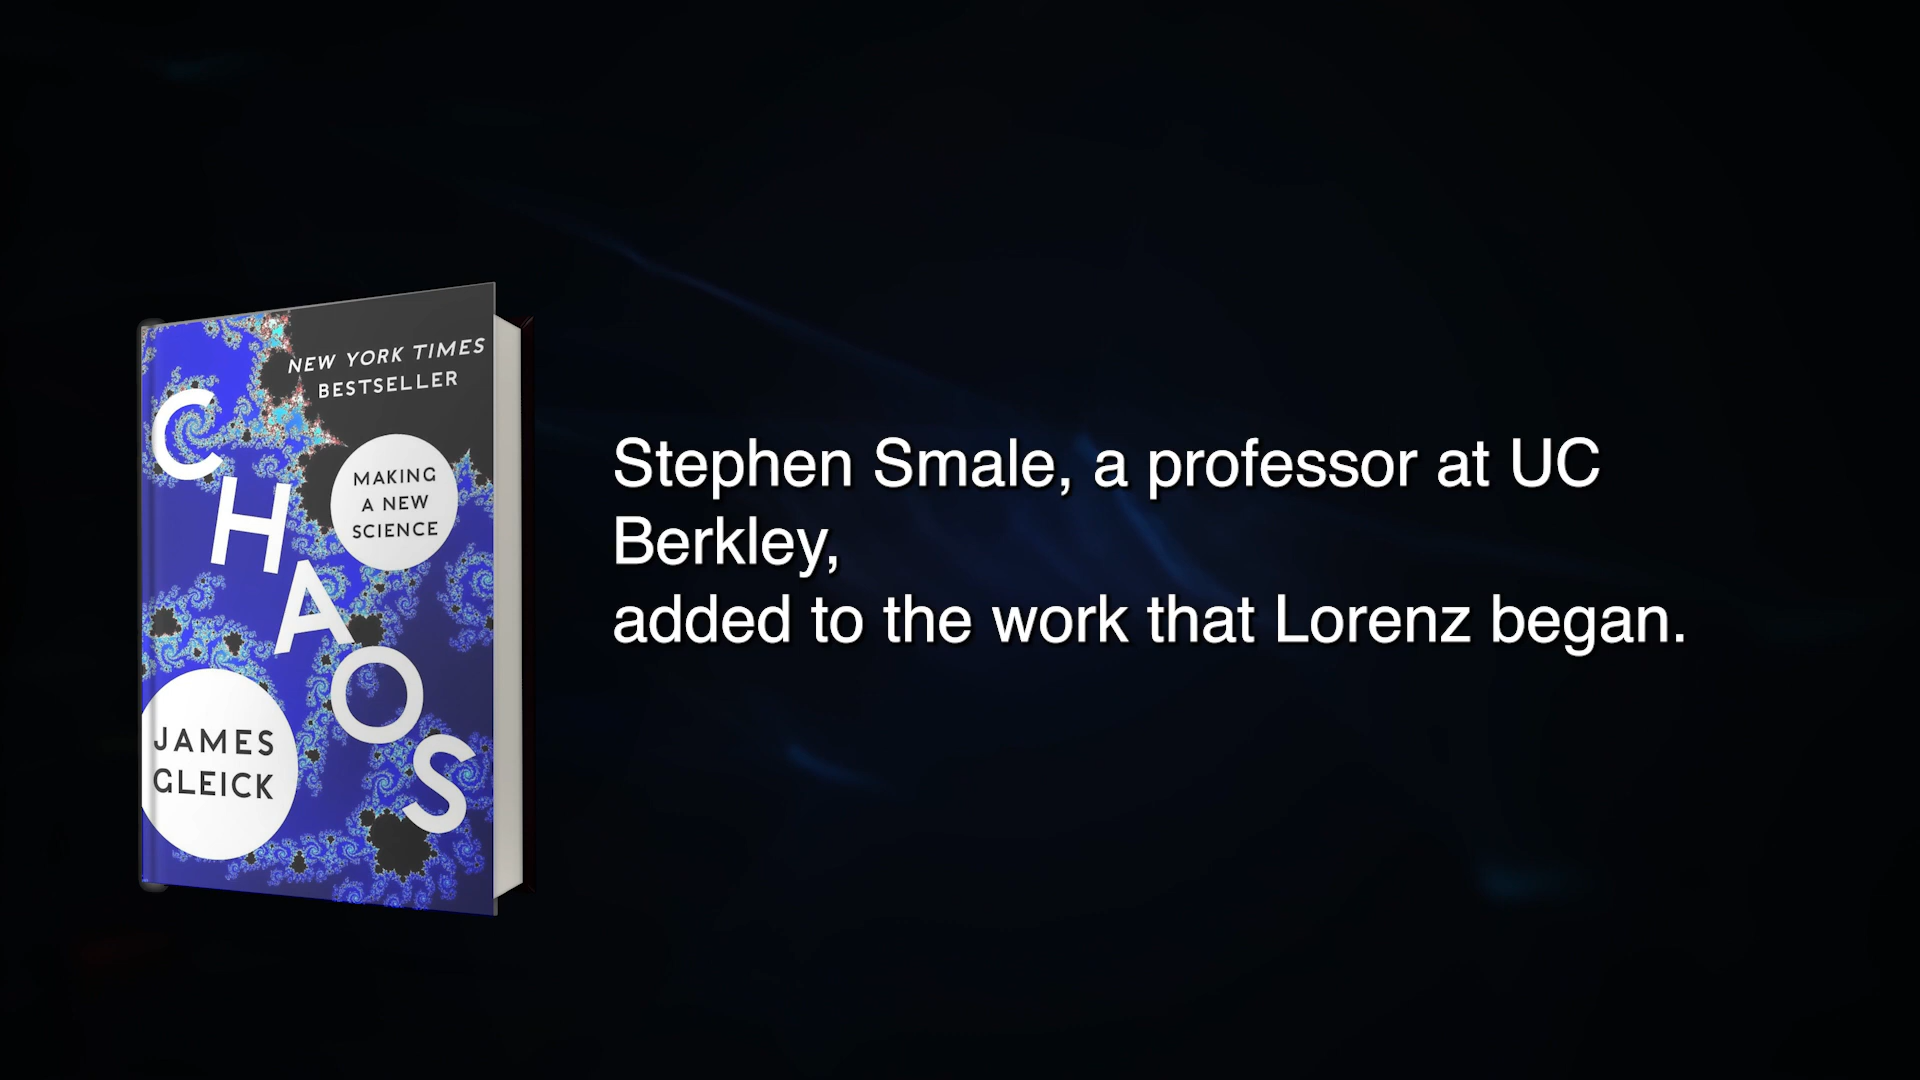 NEW YORK TIMES
BESTSELLER
CHAOS
MAKING
A NEW
SCIENCE
JAMES
GLEICK
Stephen Smale, a professor at UC
Berkley,
added to the work that Lorenz began.